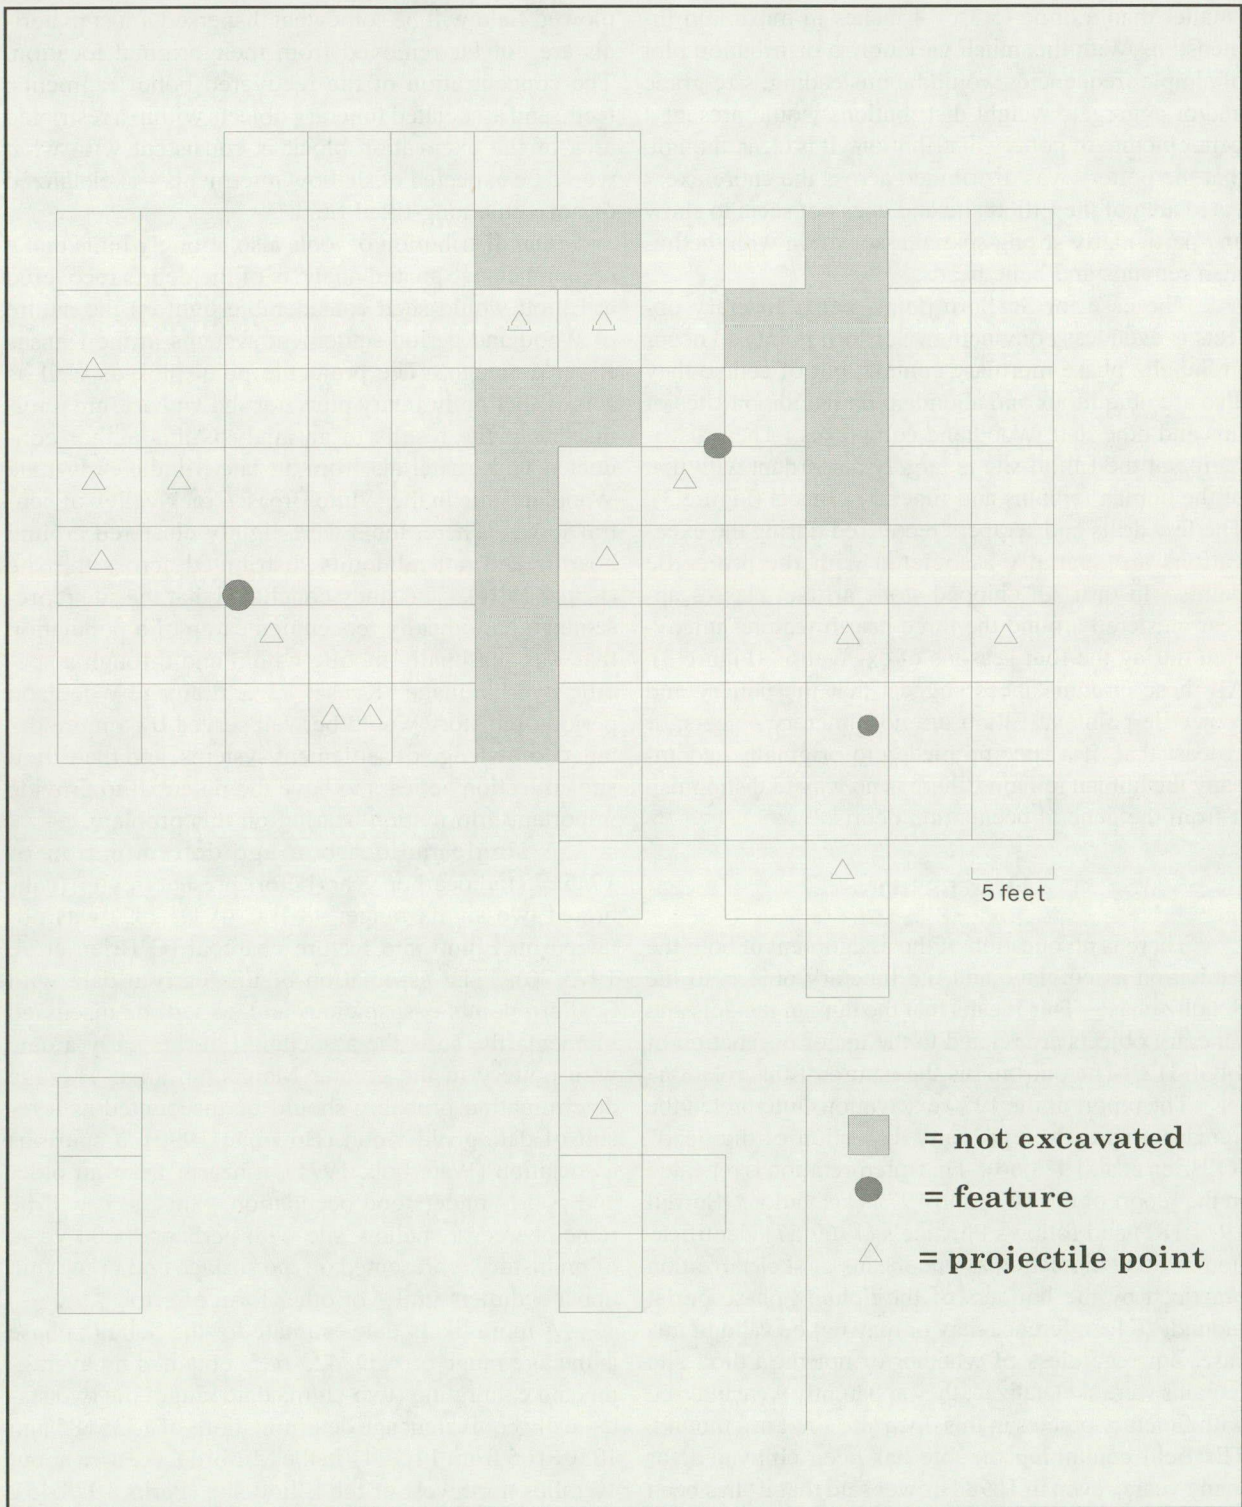 5 feet
= not excavated
= feature
= projectile point